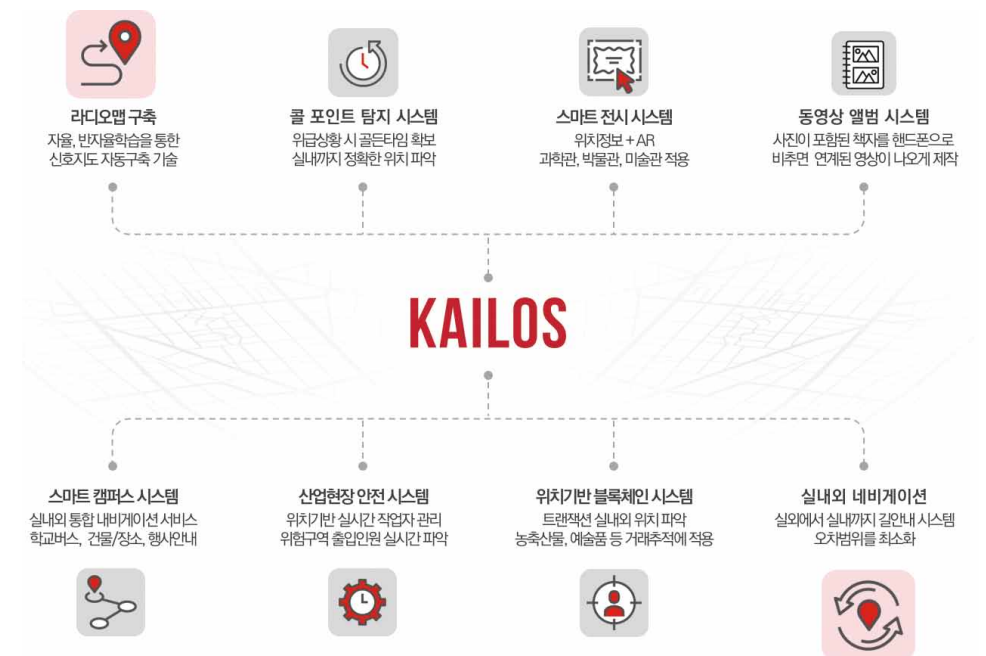 라디오맵 구축
자율, 반자율학습을 통한
신호지도 자동구축 기술
콜 포인트 탐지 시스템
위급상황 시 골든타임 확보
실내까지 정확한 위치 파악
스마트 전시 시스템
위치정보 + AR
과학관, 박물관, 미술관 적용
동영상 앨범 시스템
사진이 포함된 책자를 핸드폰으로
비추면 연계된 영상이 나오게 제작
KAILOS
스마트 캠퍼스 시스템
실내외 통합 내비게이션 서비스
학교버스, 건물/장소, 행사안내
산업현장 안전 시스템
위치기반 실시간 작업자 관리
위험구역 출입인원 실시간 파악
위치기반 블록체인 시스템
트랜잭션 실내외 위치 파악
농축산물, 예술품 등 거래추적에 적용
실내외 네비게이션
실외에서 실내까지 길안내 시스템
오차범위를 최소화